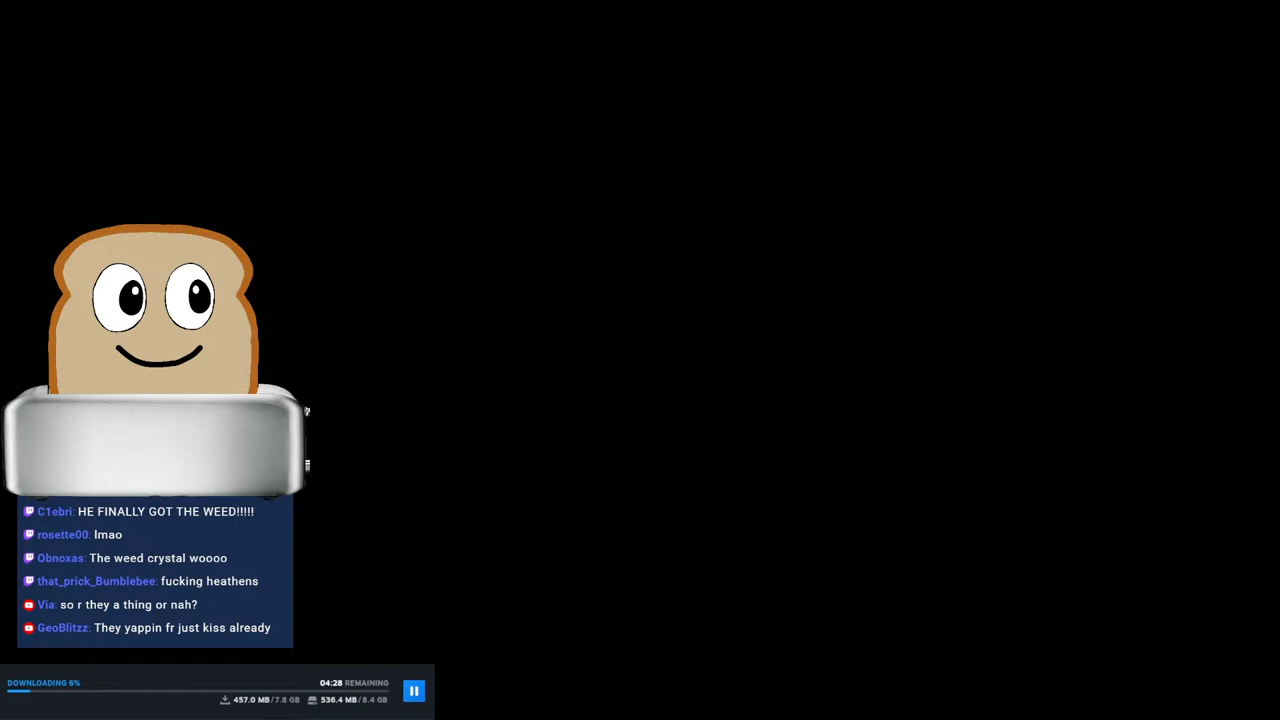 C1ebri: HE FINALLY GOT THE WEED!!!!!
rosette00: lmao
Obnoxas: The weed crystal woooo
that_prick_Bumblebee: fucking heathens
Via: so r they a thing or nah?
GeoBlitzz: They yappin fr just kiss already
DOWNLOADING 6% 04:28 REMAINING
457.0 MB/7.8 GB 536.4 MB/8.4 GB